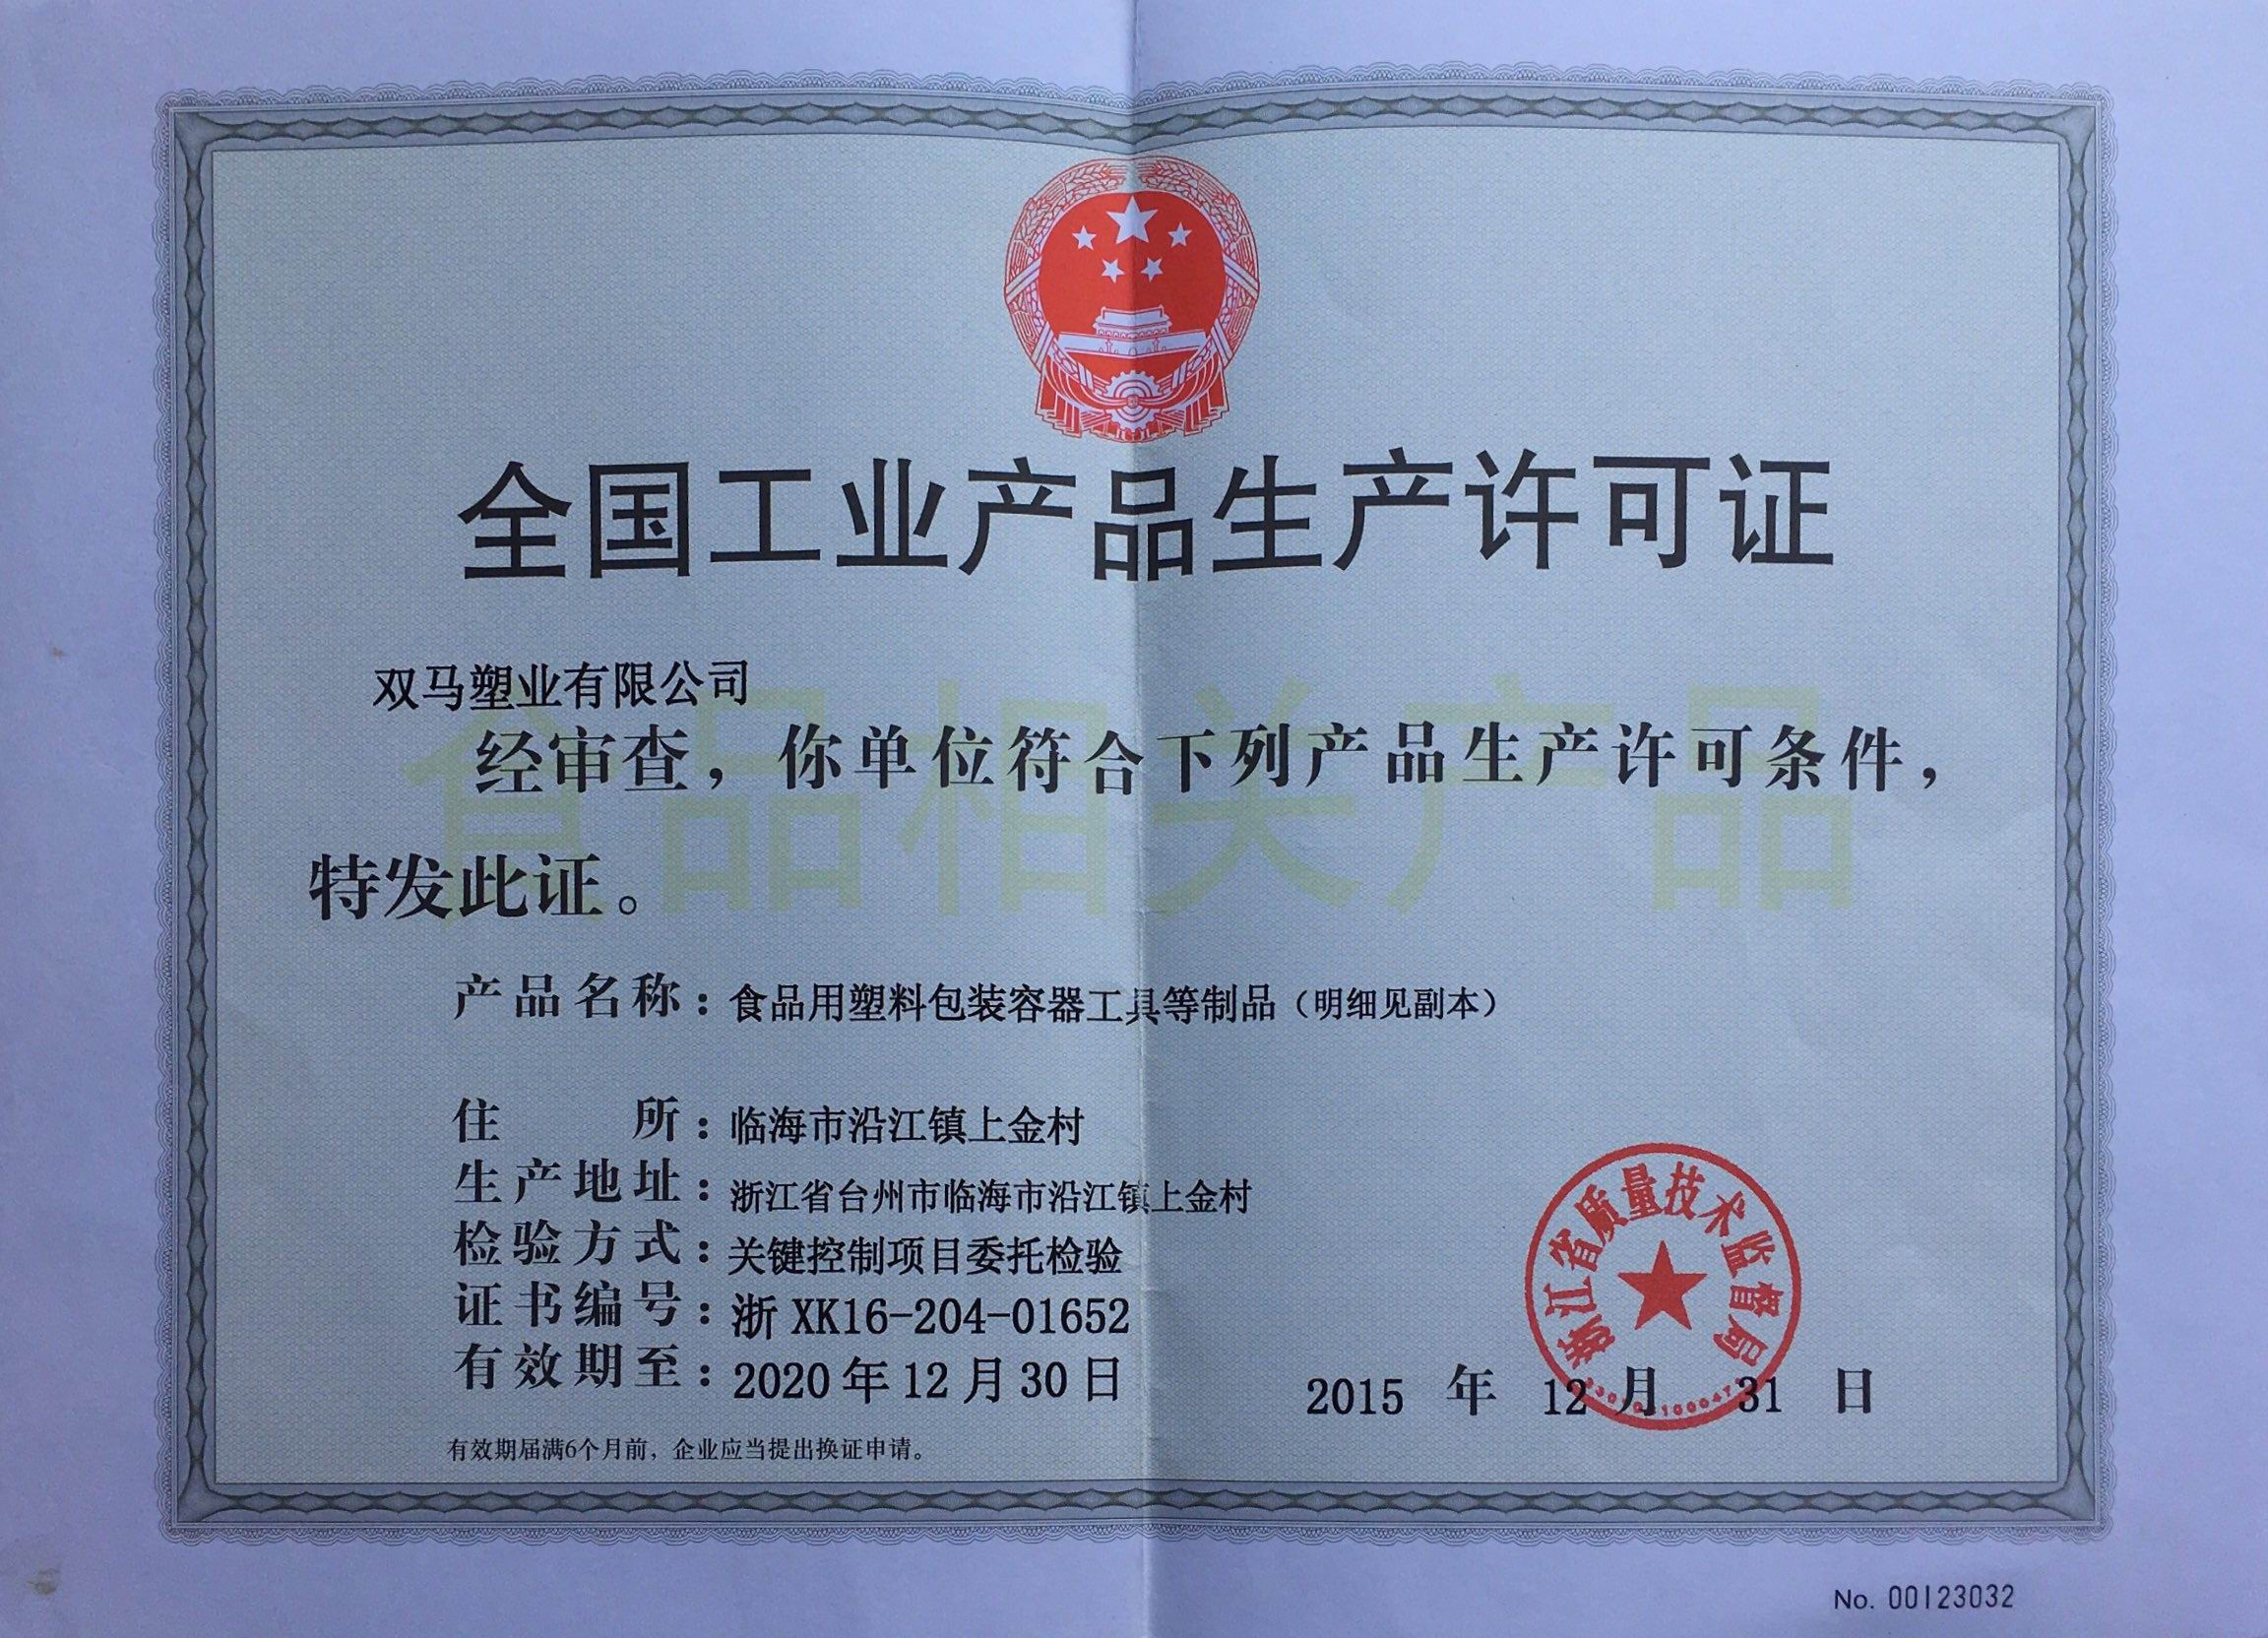 全国工业产品生产许可证
双马塑业有限公司
食品相关产品
经审查，你单位符合下列产品生产许可条件，
特发此证。
产品名称：食品用塑料包装容器工具等制品（明细见副本）
住所：临海市沿江镇上金村
生产地址：浙江省台州市临海市沿江镇上金村
检验方式：关键控制项目委托检验
证书编号：浙 XK16-204-01652
有效期至：2020 年 12 月 30 日
浙江省质量技术监督局
2015 年 12 月 31 日
有效期届满6个月前，企业应当提出换证申请。
No. 00123032